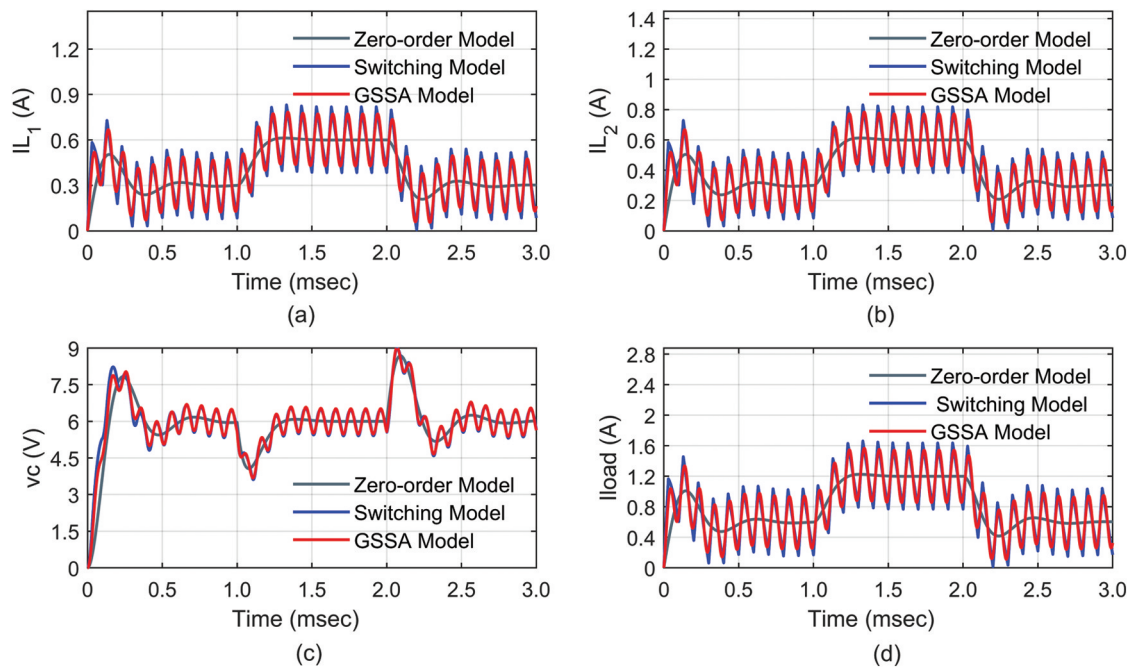 Zero-order Model
Switching Model
GSSA Model
IL1 (A)
1.2
0.9
0.6
0.3
0
0 0.5 1.0 1.5 2.0 2.5 3.0
Time (msec)
(a)
Zero-order Model
Switching Model
GSSA Model
IL2 (A)
1.4
1.2
1
0.8
0.6
0.4
0.2
0
0 0.5 1.0 1.5 2.0 2.5 3.0
Time (msec)
(b)
vc (V)
9
7.5
6
4.5
3
1.5
0
Zero-order Model
Switching Model
GSSA Model
0 0.5 1.0 1.5 2.0 2.5 3.0
Time (msec)
(c)
Zero-order Model
Switching Model
GSSA Model
Iload (A)
2.8
2.4
2
1.6
1.2
0.8
0.4
0
0 0.5 1.0 1.5 2.0 2.5 3.0
Time (msec)
(d)